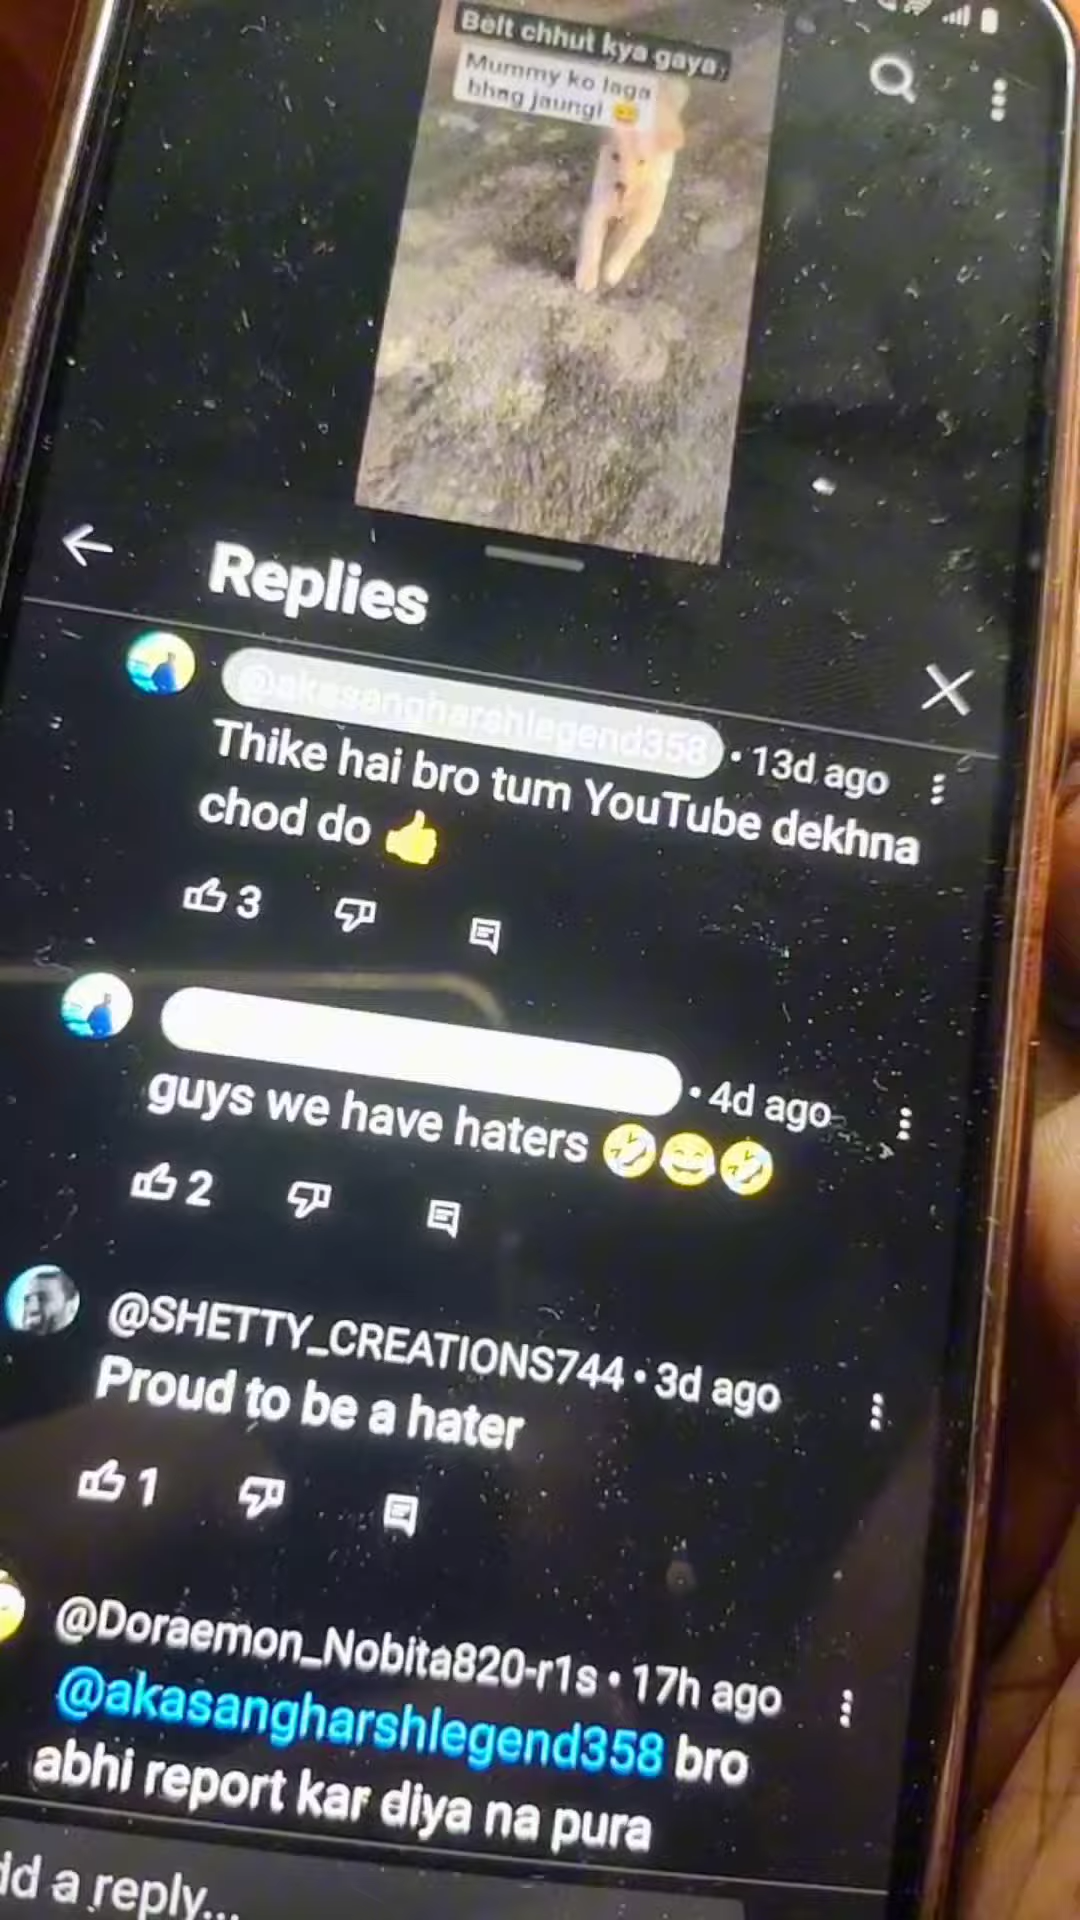 Belt chhut kya gaya,
Mummy ko laga
bhag jaungi 😄
Replies
@akasangharshlegend358 • 13d ago
Thike hai bro tum YouTube dekhna
chod do 👍
3
• 4d ago
guys we have haters 🤣😂🤣
2
@SHETTY_CREATIONS744 • 3d ago
Proud to be a hater
1
@Doraemon_Nobita820-r1s • 17h ago
@akasangharshlegend358 bro
abhi report kar diya na pura
dd a reply...